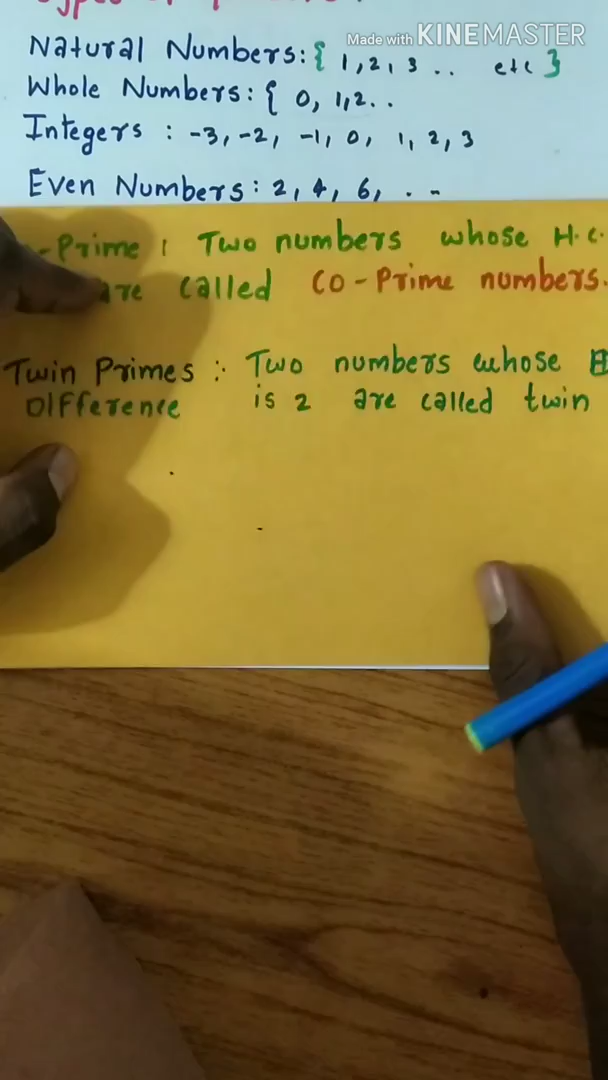 Made with KINEMASTER
Natural Numbers: { 1, 2, 3 .. etc }
Whole Numbers: { 0, 1, 2..
Integers : -3, -2, -1, 0, 1, 2, 3
Even Numbers: 2, 4, 6, . ..
-Prime : Two numbers whose H.C.
are called CO-Prime numbers.
Twin Primes : Two numbers whose
Difference is 2 are called twin